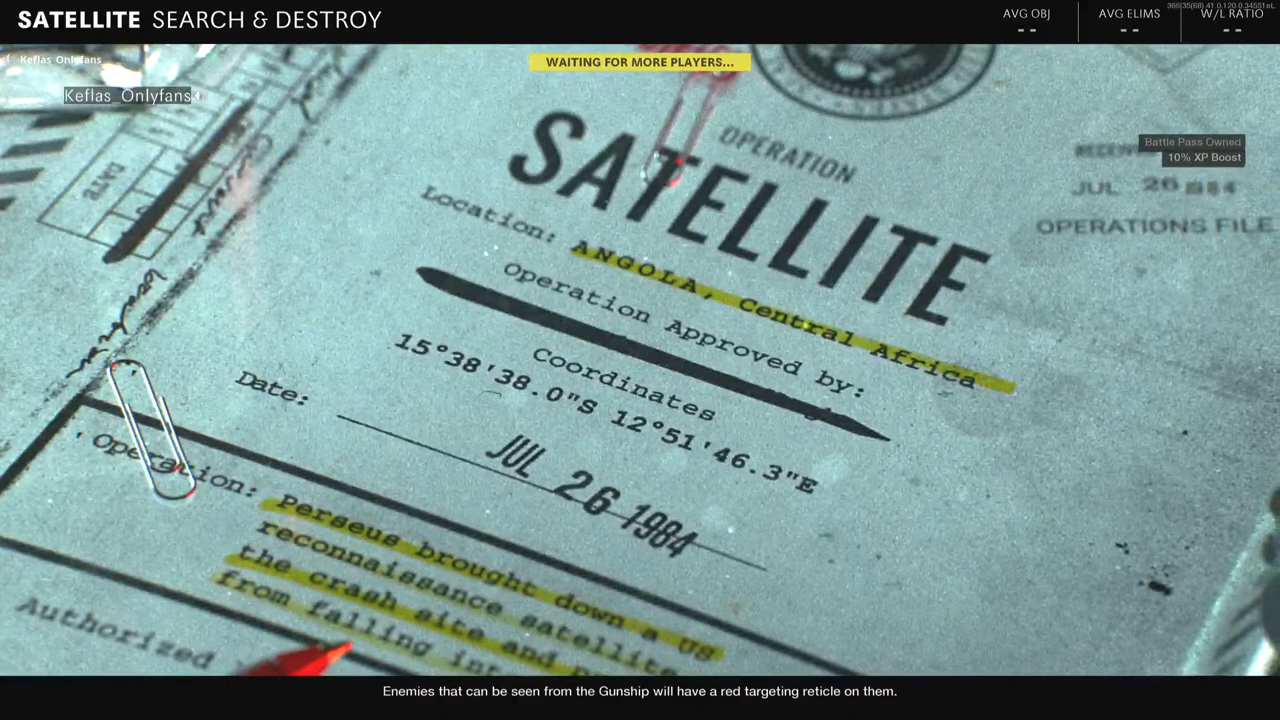 SATELLITE SEARCH & DESTROY
AVG OBJ
--
AVG ELIMS
--
W/L RATIO
--
Keflas Onlyfans
Keflas Onlyfans
WAITING FOR MORE PLAYERS...
Battle Pass Owned
10% XP Boost
OPERATION
SATELLITE
JUL 26 1984
OPERATIONS FILE
DATE
Location: ANGOLA, Central Africa
Operation Approved by:
Coordinates
15°38'38.0"S 12°51'46.3"E
Date:
JUL 26 1984
Operation: Perseus brought down a US
reconnaissance satellite
the crash site and
from falling
Authorized
Enemies that can be seen from the Gunship will have a red targeting reticle on them.